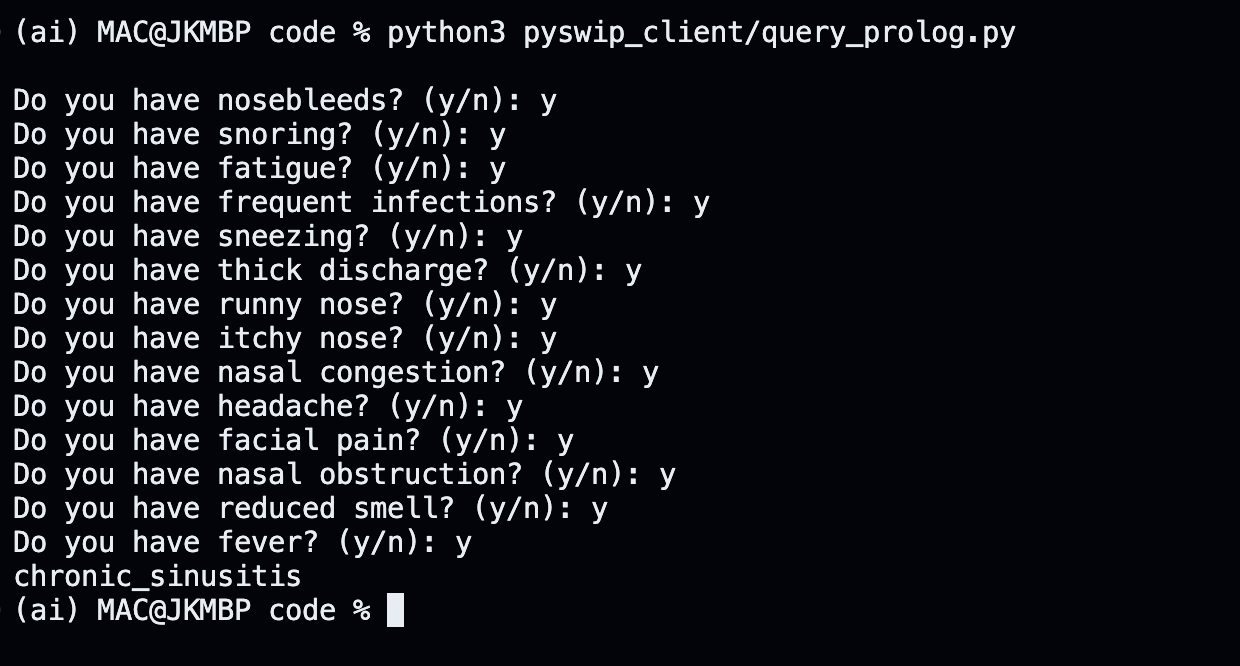 (ai) MAC@JKMBP code % python3 pyswip_client/query_prolog.py
Do you have nosebleeds? (y/n): y
Do you have snoring? (y/n): y
Do you have fatigue? (y/n): y
Do you have frequent infections? (y/n): y
Do you have sneezing? (y/n): y
Do you have thick discharge? (y/n): y
Do you have runny nose? (y/n): y
Do you have itchy nose? (y/n): y
Do you have nasal congestion? (y/n): y
Do you have headache? (y/n): y
Do you have facial pain? (y/n): y
Do you have nasal obstruction? (y/n): y
Do you have reduced smell? (y/n): y
Do you have fever? (y/n): y
chronic_sinusitis
(ai) MAC@JKMBP code %